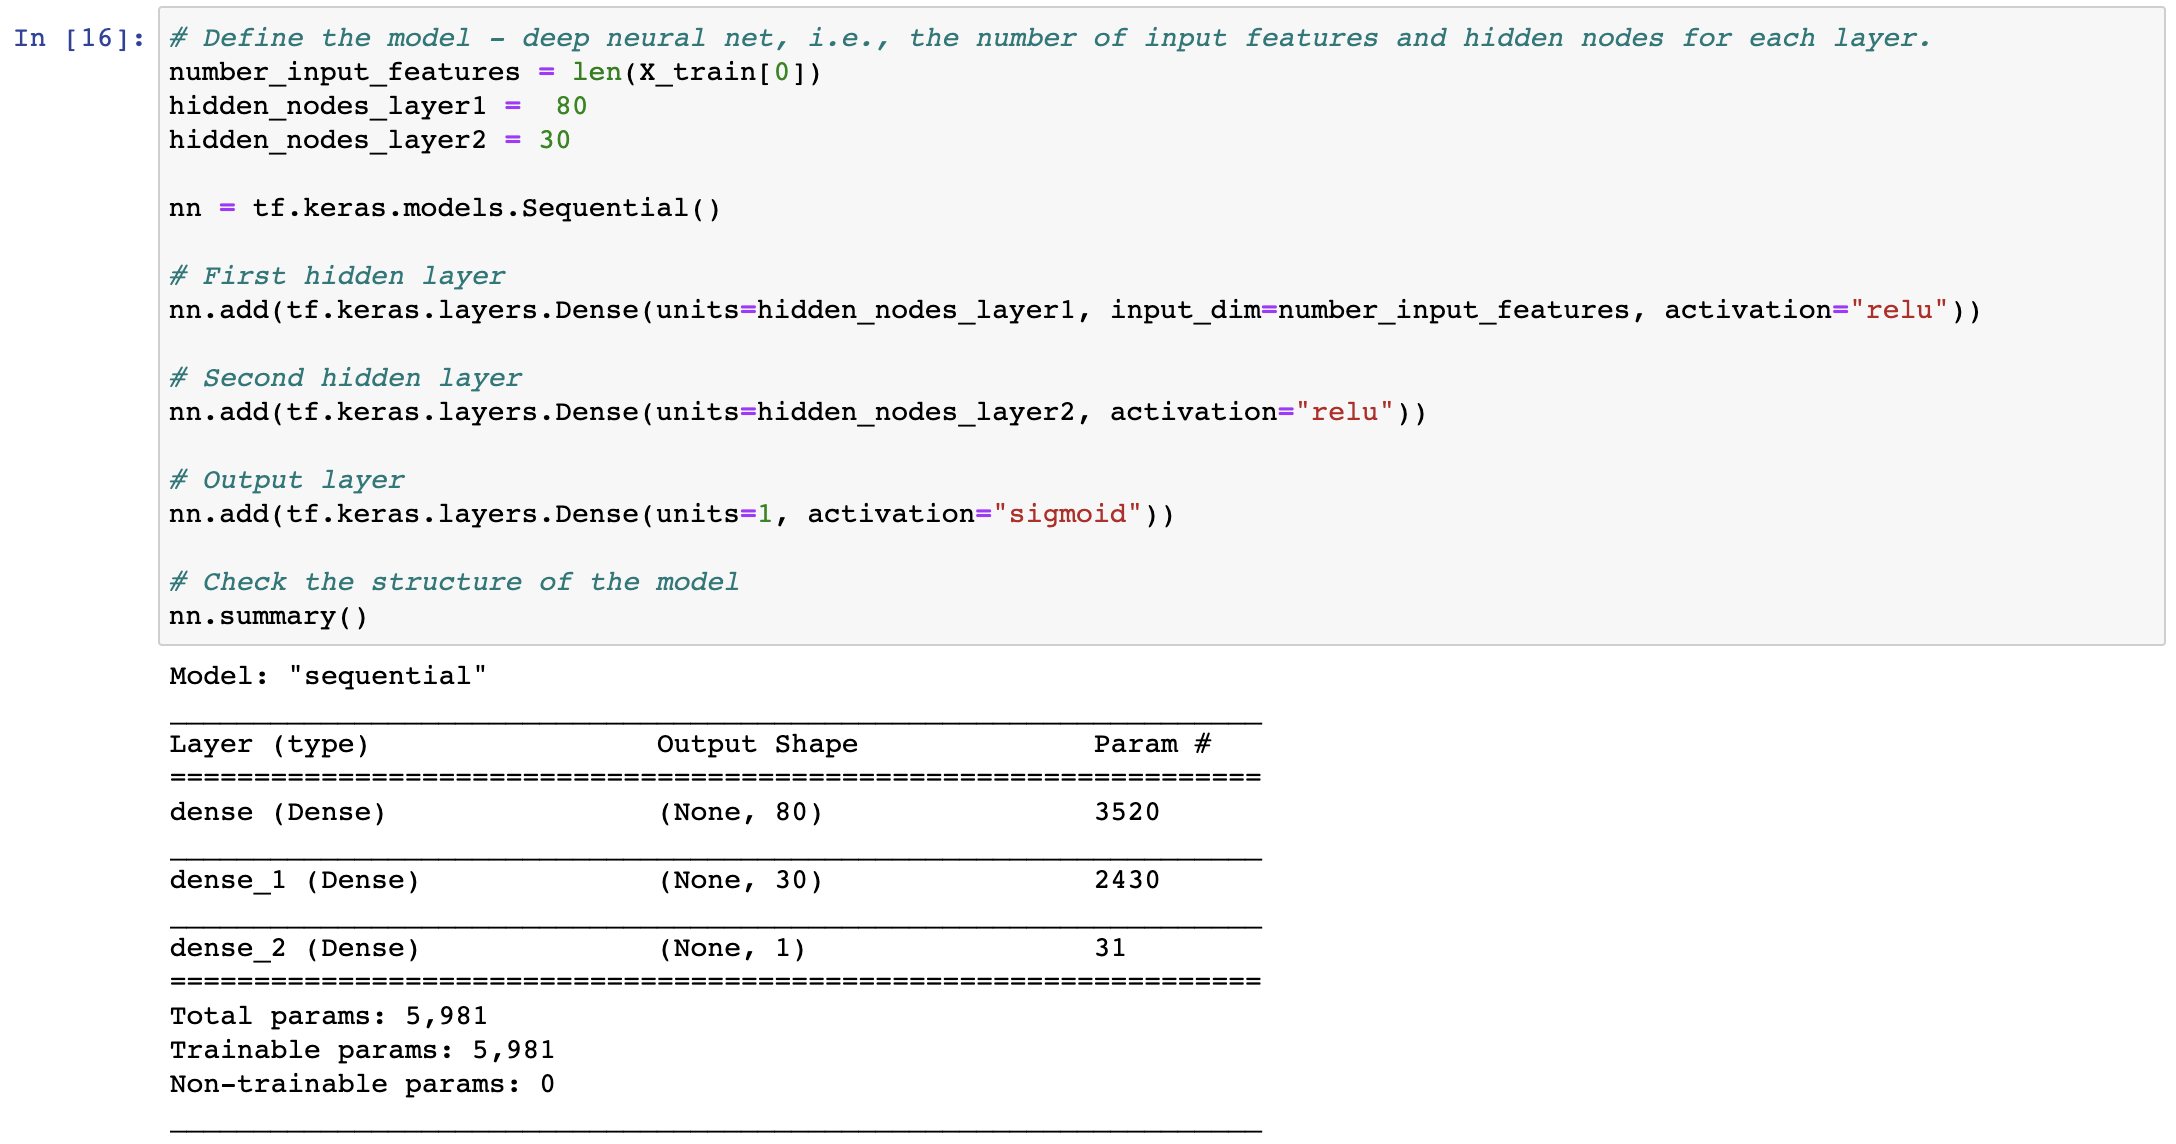 In [16]: # Define the model – deep neural net, i.e., the number of input features and hidden nodes for each layer.
number_input_features = len(X_train[0])
hidden_nodes_layer1 =  80
hidden_nodes_layer2 = 30
nn = tf.keras.models.Sequential()
# First hidden layer
nn.add(tf.keras.layers.Dense(units=hidden_nodes_layer1, input_dim=number_input_features, activation="relu"))
# Second hidden layer
nn.add(tf.keras.layers.Dense(units=hidden_nodes_layer2, activation="relu"))
# Output layer
nn.add(tf.keras.layers.Dense(units=1, activation="sigmoid"))
# Check the structure of the model
nn.summary()
Model: "sequential"
_________________________________________________________________
Layer (type)                 Output Shape              Param #
=================================================================
dense (Dense)                (None, 80)                3520
_________________________________________________________________
dense_1 (Dense)              (None, 30)                2430
_________________________________________________________________
dense_2 (Dense)              (None, 1)                 31
=================================================================
Total params: 5,981
Trainable params: 5,981
Non-trainable params: 0
_________________________________________________________________